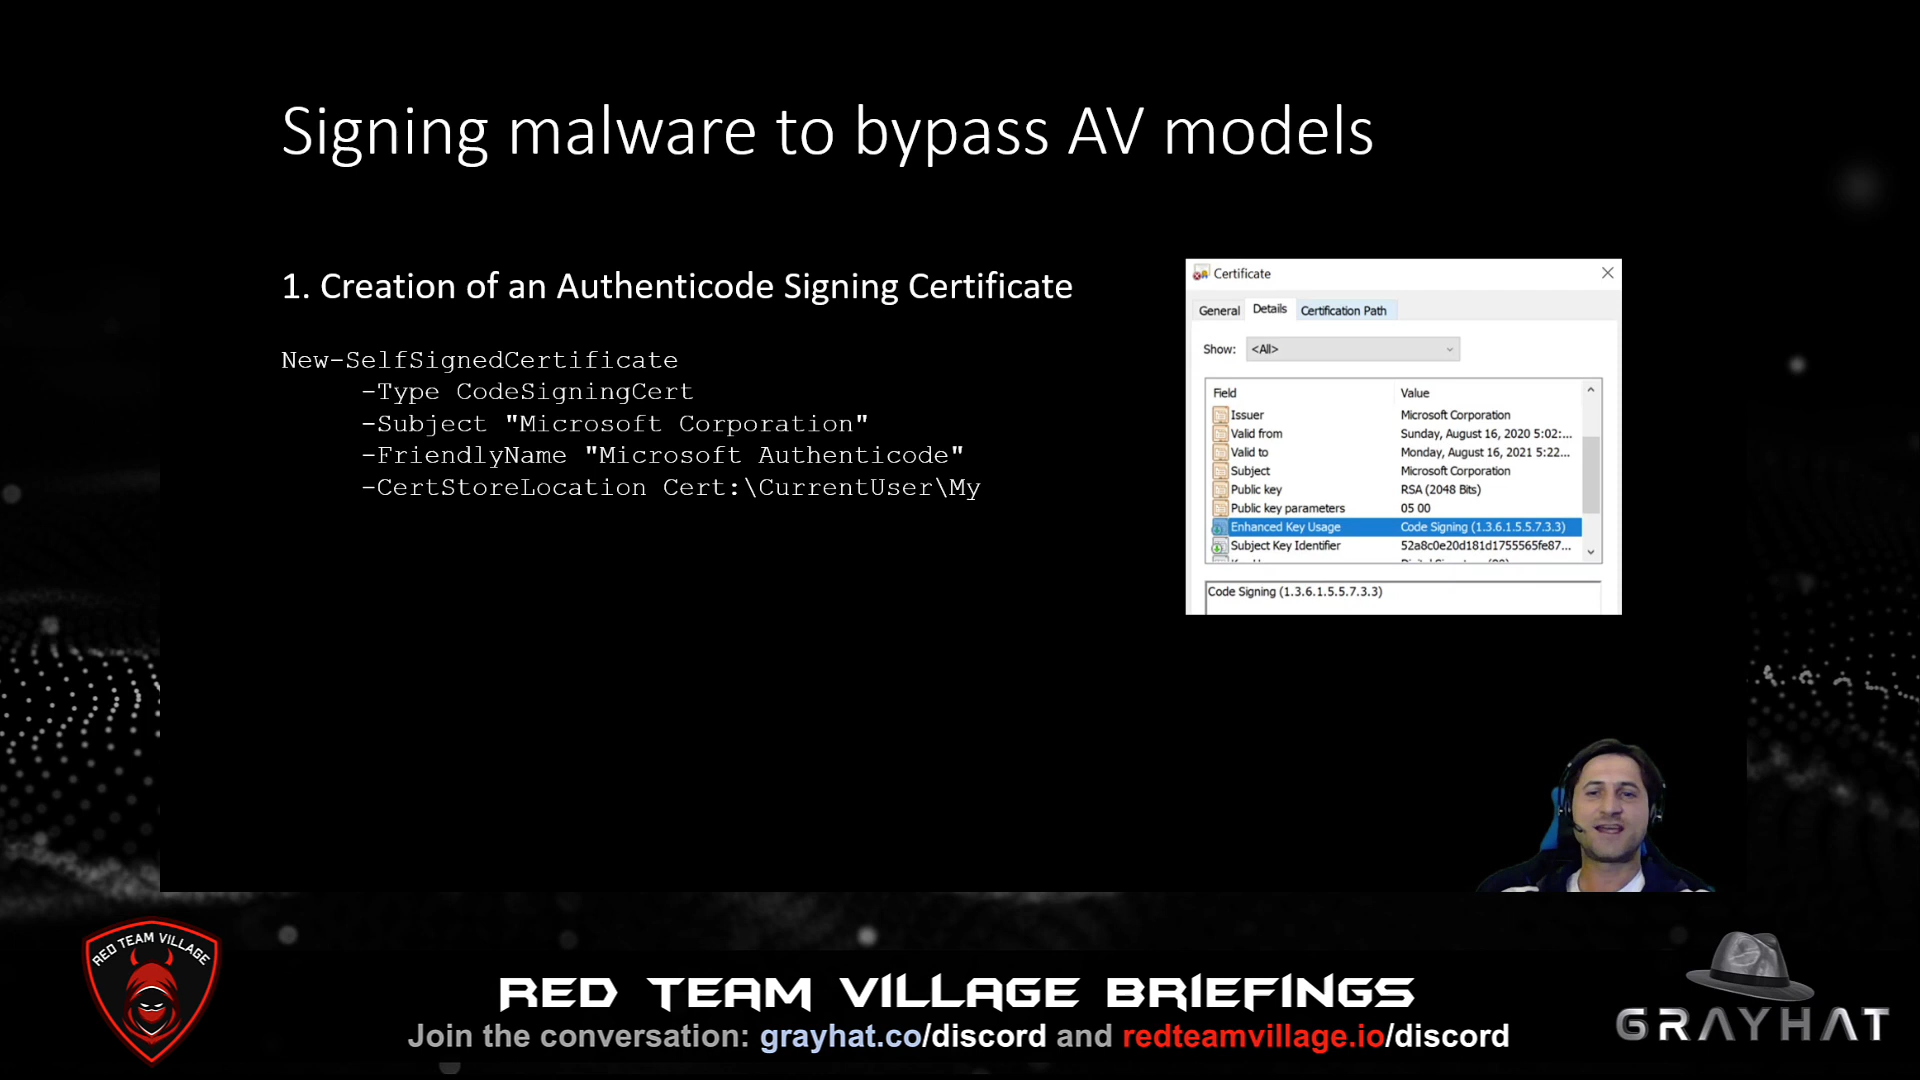 Signing malware to bypass AV models
1. Creation of an Authenticode Signing Certificate
New-SelfSignedCertificate
-Type CodeSigningCert
-Subject "Microsoft Corporation"
-FriendlyName "Microsoft Authenticode"
-CertStoreLocation Cert:\CurrentUser\My
Certificate
General Details Certification Path
Show: <All>
Field Value
Issuer Microsoft Corporation
Valid from Sunday, August 16, 2020 5:02:...
Valid to Monday, August 16, 2021 5:22...
Subject Microsoft Corporation
Public key RSA (2048 Bits)
Public key parameters 05 00
Enhanced Key Usage Code Signing (1.3.6.1.5.5.7.3.3)
Subject Key Identifier 52a8c0e20d181d1755565fe87...
Code Signing (1.3.6.1.5.5.7.3.3)
RED TEAM VILLAGE
RED TEAM VILLAGE BRIEFINGS
Join the conversation: grayhat.co/discord and redteamvillage.io/discord
GRAYHAT